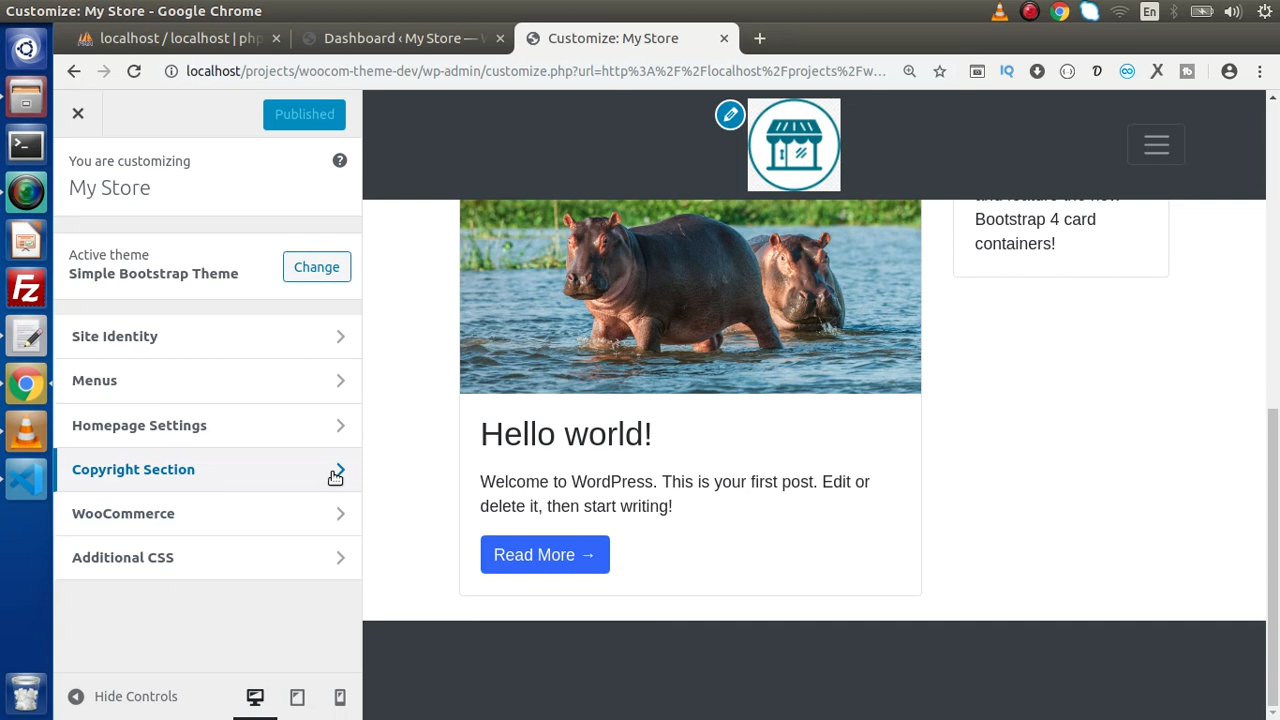 Customize: My Store - Google Chrome
En
localhost / localhost | php
Dashboard ‹ My Store —
Customize: My Store
localhost/projects/woocom-theme-dev/wp-admin/customize.php?url=http%3A%2F%2Flocalhost%2Fprojects%2Fw...
IQ
D
X
Published
You are customizing
My Store
Active theme
Simple Bootstrap Theme
Change
Site Identity
Menus
Homepage Settings
Copyright Section
WooCommerce
Additional CSS
Hide Controls
Bootstrap 4 card
containers!
Hello world!
Welcome to WordPress. This is your first post. Edit or
delete it, then start writing!
Read More →
Fz